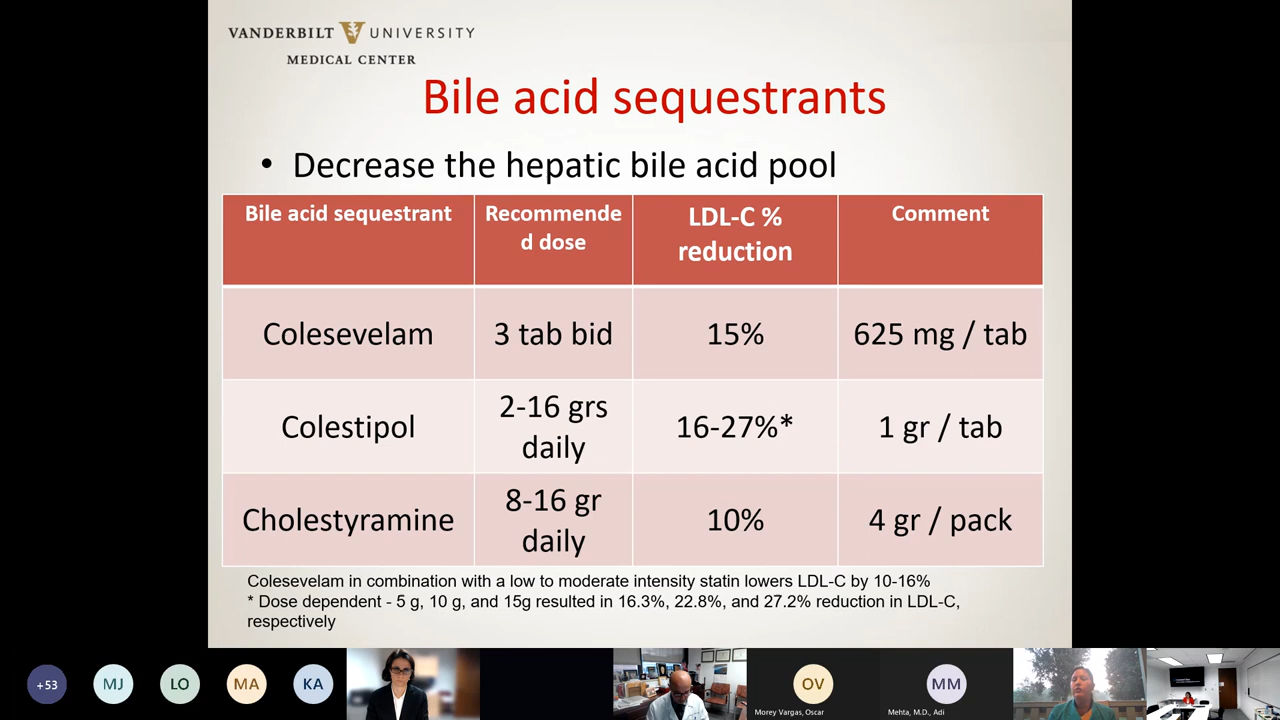 VANDERBILT V UNIVERSITY
MEDICAL CENTER
Bile acid sequestrants
• Decrease the hepatic bile acid pool
Bile acid sequestrant
Recommende
d dose
LDL-C %
reduction
Comment
Colesevelam
3 tab bid
15%
625 mg / tab
Colestipol
2-16 grs
daily
16-27%*
1 gr / tab
Cholestyramine
8-16 gr
daily
10%
4 gr / pack
Colesevelam in combination with a low to moderate intensity statin lowers LDL-C by 10-16%
* Dose dependent - 5 g, 10 g, and 15g resulted in 16.3%, 22.8%, and 27.2% reduction in LDL-C,
respectively
+53
MJ
LO
MA
KA
OV
Morey Vargas, Oscar
MM
Mehta, M.D., Adi